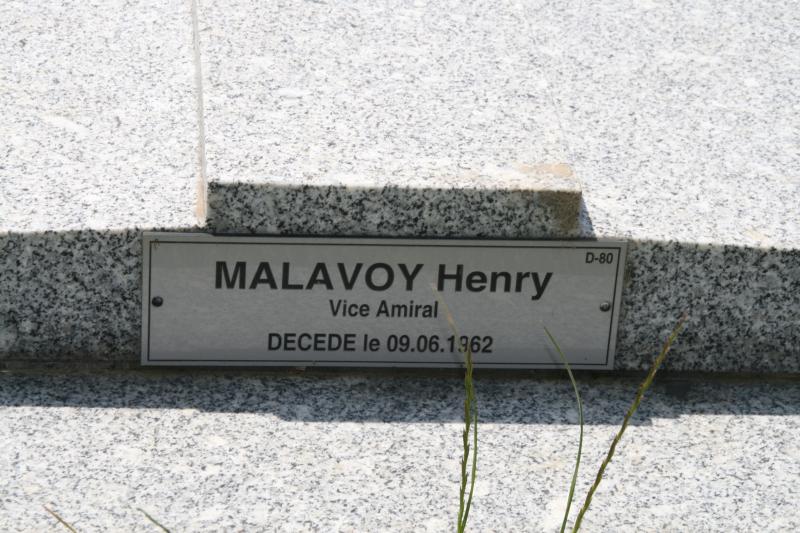 D-80
MALAVOY Henry
Vice Amiral
DECEDE le 09.06.1962